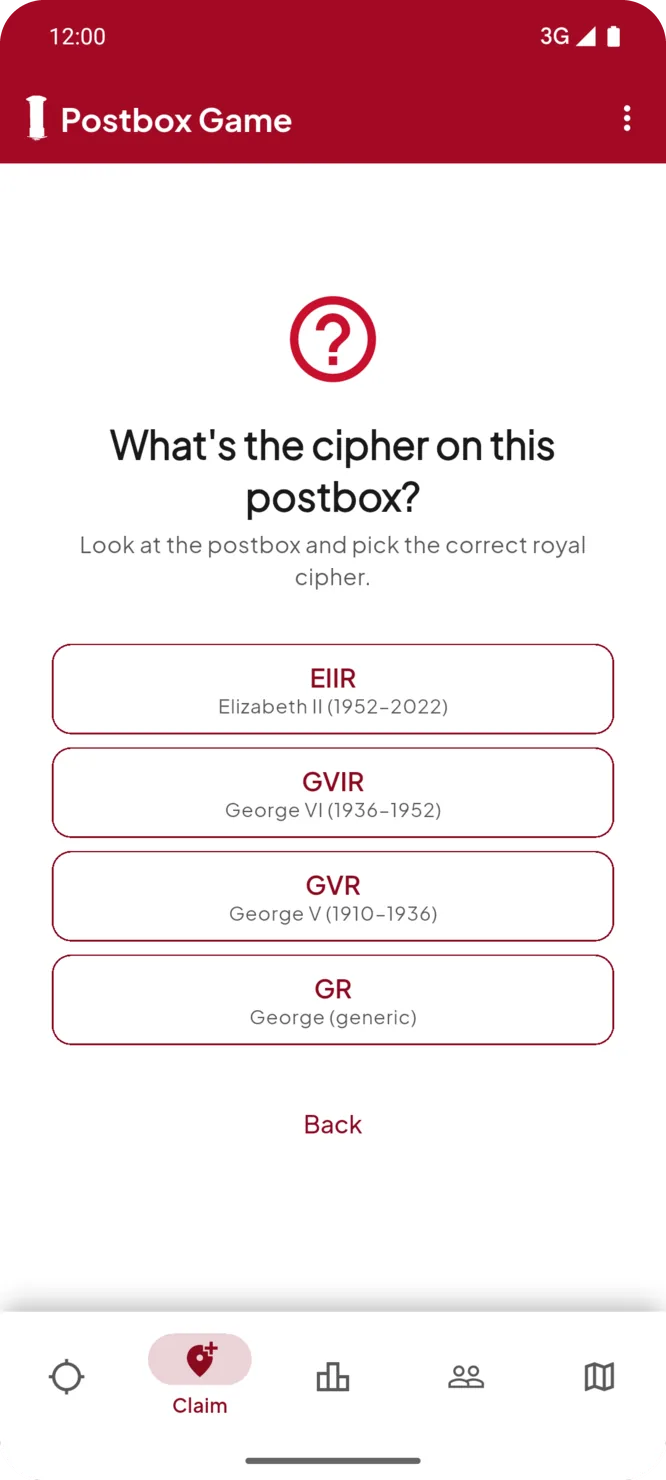 12:00
3G
Postbox Game
What's the cipher on this
postbox?
Look at the postbox and pick the correct royal
cipher.
EIIR
Elizabeth II (1952–2022)
GVIR
George VI (1936–1952)
GVR
George V (1910–1936)
GR
George (generic)
Back
Claim